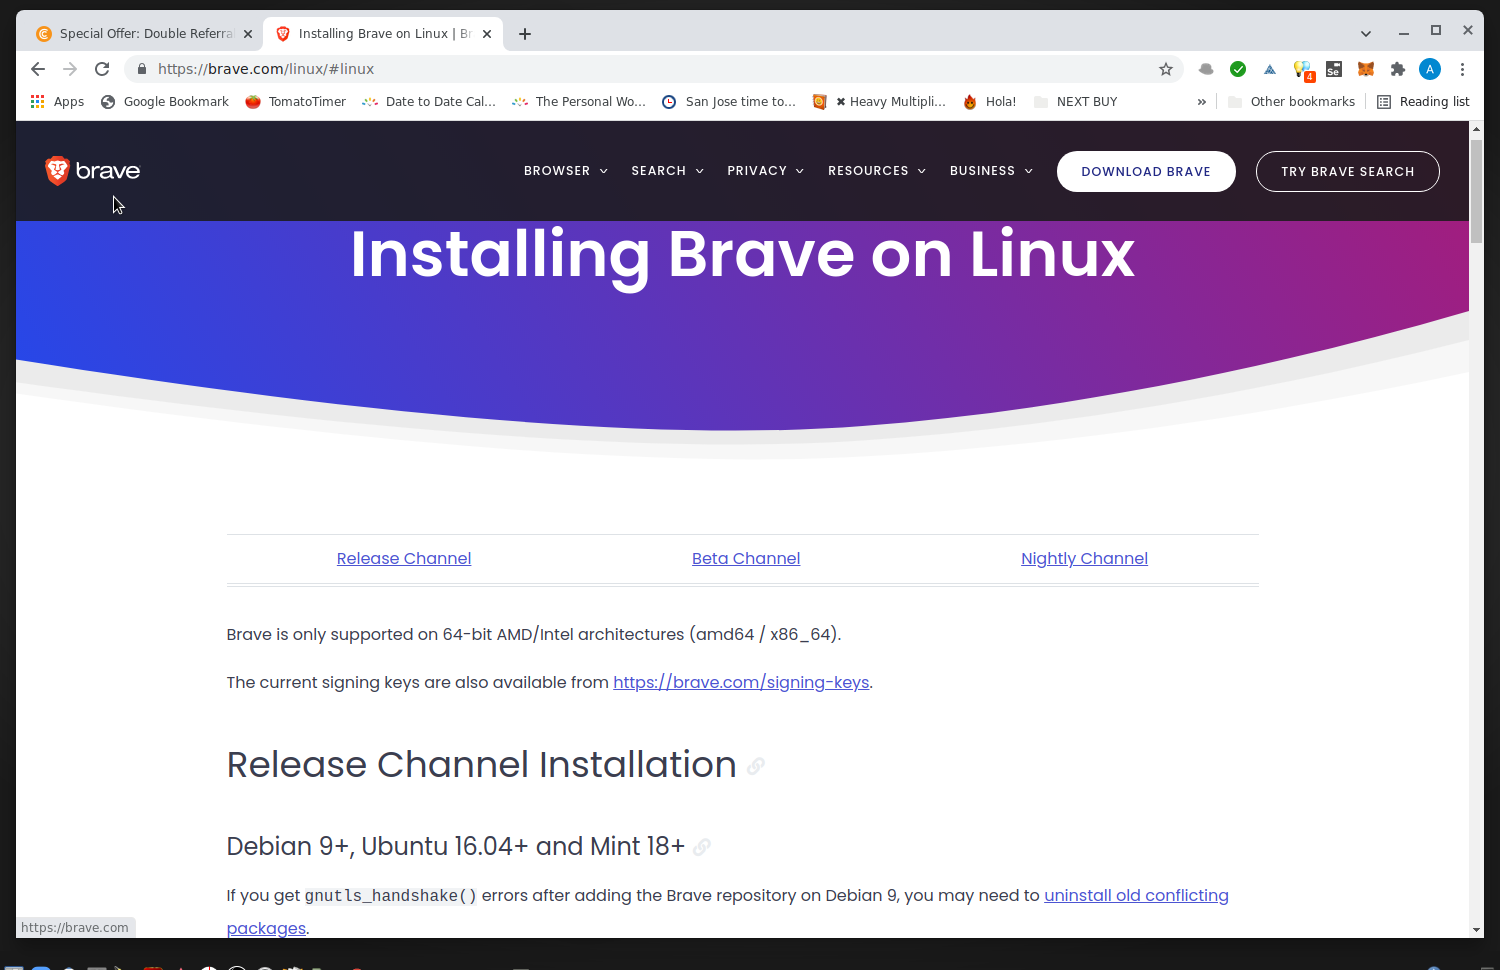 Special Offer: Double Referra
Installing Brave on Linux | Br
https://brave.com/linux/#linux
4
Se
A
Apps
Google Bookmark
TomatoTimer
Date to Date Cal...
The Personal Wo...
San Jose time to...
✖ Heavy Multipli...
Hola!
NEXT BUY
»
Other bookmarks
Reading list
brave
BROWSER
SEARCH
PRIVACY
RESOURCES
BUSINESS
DOWNLOAD BRAVE
TRY BRAVE SEARCH
Installing Brave on Linux
Release Channel
Beta Channel
Nightly Channel
Brave is only supported on 64-bit AMD/Intel architectures (amd64 / x86_64).
The current signing keys are also available from https://brave.com/signing-keys.
Release Channel Installation
Debian 9+, Ubuntu 16.04+ and Mint 18+
If you get gnutls_handshake() errors after adding the Brave repository on Debian 9, you may need to uninstall old conflicting
packages.
https://brave.com